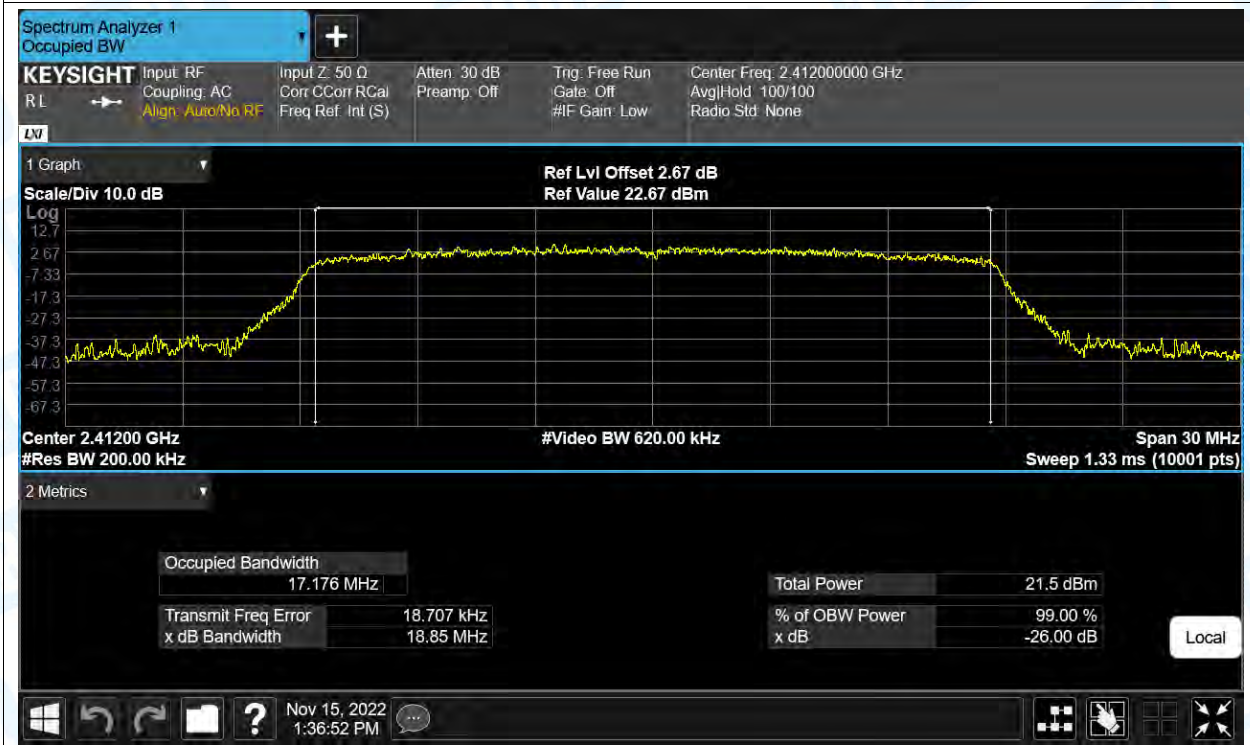 Spectrum Analyzer 1
Occupied BW
+
KEYSIGHT
RL
LXI
Input: RF
Coupling: AC
Align: Auto/No RF
Input Z: 50 Ω
Corr CCorr RCal
Freq Ref: Int (S)
Atten: 30 dB
Preamp: Off
Trig: Free Run
Gate: Off
#IF Gain: Low
Center Freq: 2.412000000 GHz
Avg|Hold: 100/100
Radio Std: None
1 Graph
Scale/Div 10.0 dB
Ref Lvl Offset 2.67 dB
Ref Value 22.67 dBm
Log
12.7
2.67
-7.33
-17.3
-27.3
-37.3
-47.3
-57.3
-67.3
Center 2.41200 GHz
#Video BW 620.00 kHz
Span 30 MHz
#Res BW 200.00 kHz
Sweep 1.33 ms (10001 pts)
2 Metrics
Occupied Bandwidth
17.176 MHz
Transmit Freq Error 18.707 kHz
x dB Bandwidth 18.85 MHz
Total Power 21.5 dBm
% of OBW Power 99.00 %
x dB -26.00 dB
Local
?
Nov 15, 2022
1:36:52 PM